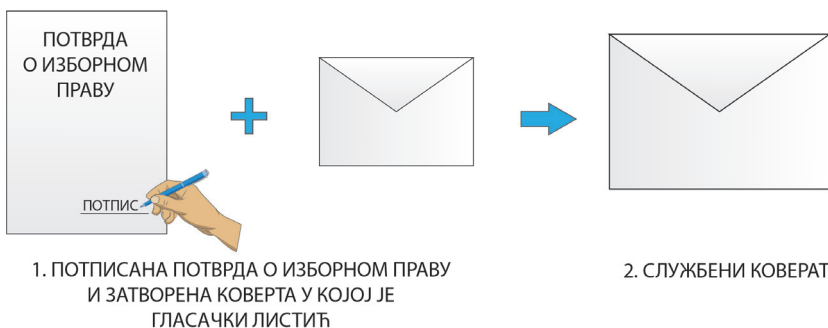 ПОТВРДА
О ИЗБОРНОМ
ПРАВУ
ПОТПИС
1. ПОТПИСАНА ПОТВРДА О ИЗБОРНОМ ПРАВУ
И ЗАТВОРЕНА КОВЕРТА У КОЈОЈ ЈЕ
ГЛАСАЧКИ ЛИСТИЋ
2. СЛУЖБЕНИ КОВЕРАТ